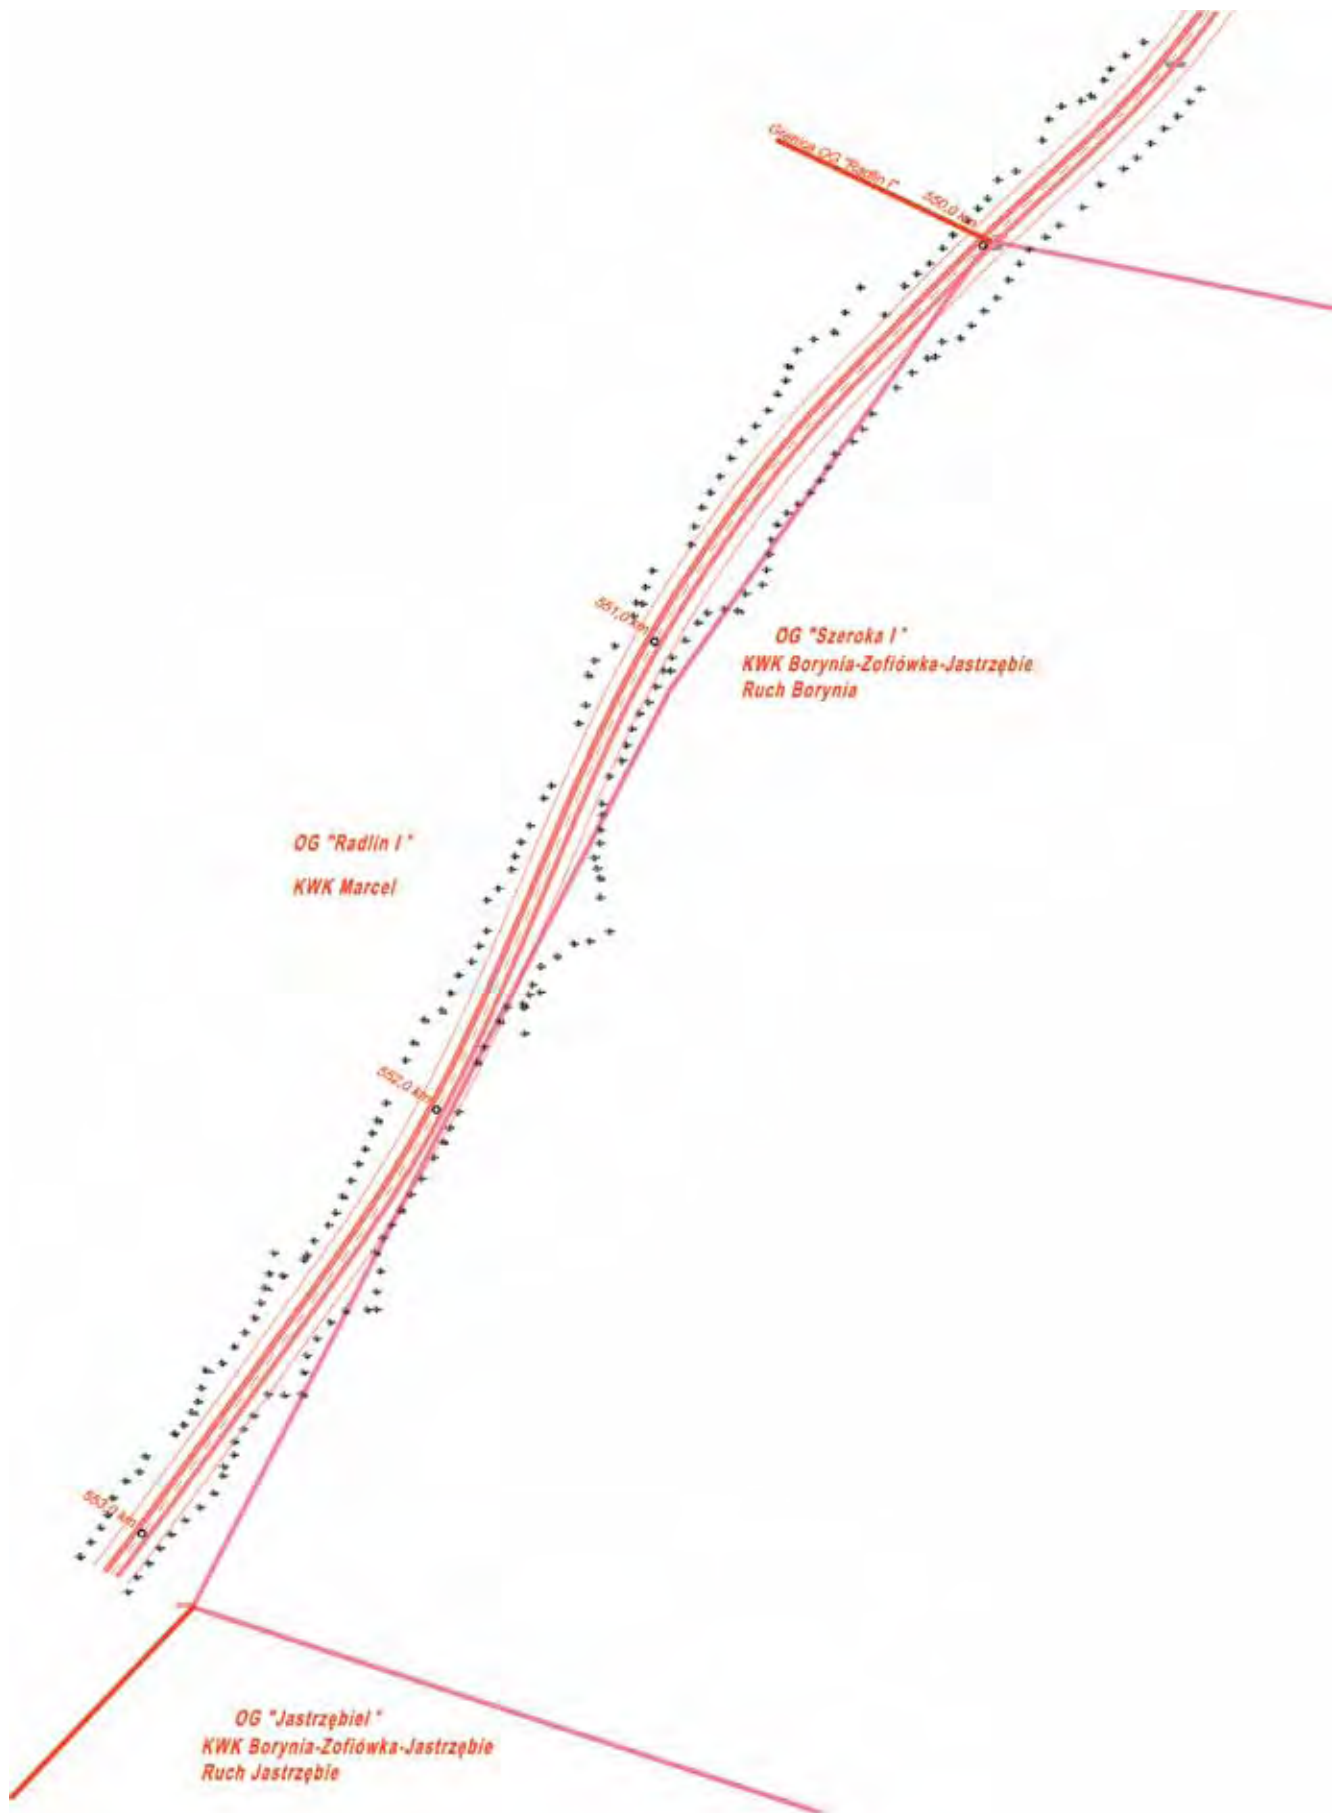 Granica OG "Radlin I"
550,0 km
551,0 km
OG "Szeroka I"
KWK Borynia-Zofiówka-Jastrzębie
Ruch Borynia
OG "Radlin I"
KWK Marcel
552,0 km
553,0 km
OG "JastrzębieI"
KWK Borynia-Zofiówka-Jastrzębie
Ruch Jastrzębie